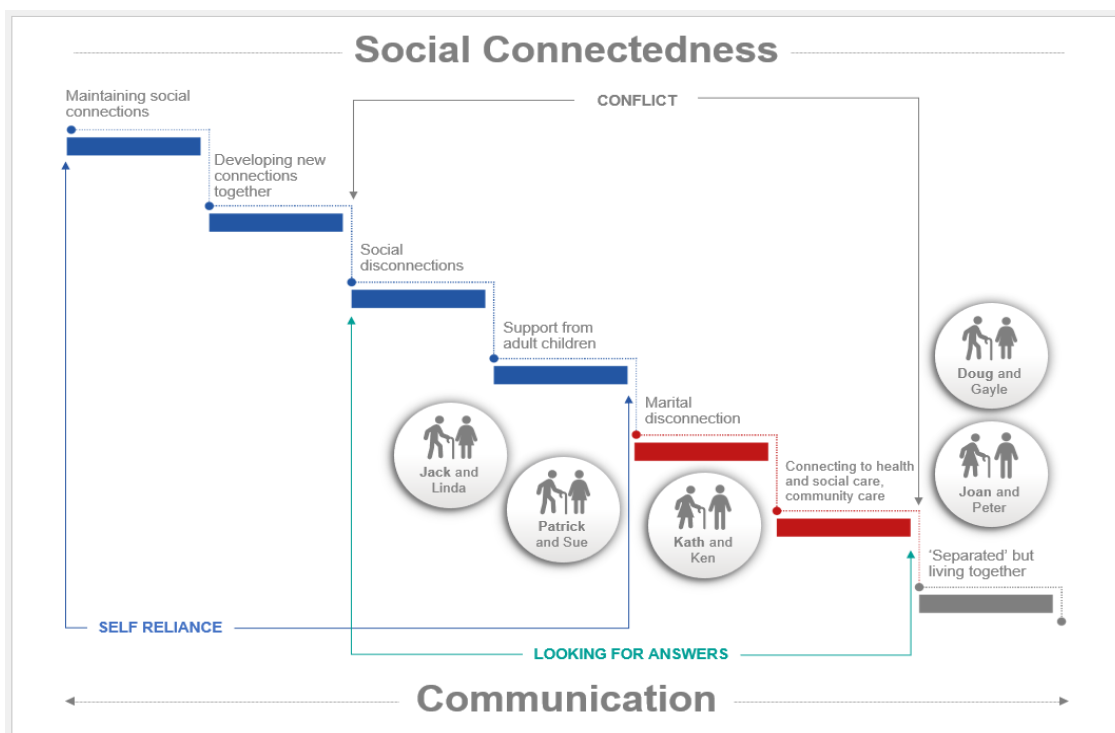 Social Connectedness
Maintaining social
connections
CONFLICT
Developing new
connections
together
Social
disconnections
Support from
adult children
Doug and
Gayle
Marital
disconnection
Jack and
Linda
Connecting to health
and social care,
community care
Joan and
Peter
Patrick
and Sue
Kath and
Ken
‘Separated’ but
living together
SELF RELIANCE
LOOKING FOR ANSWERS
Communication